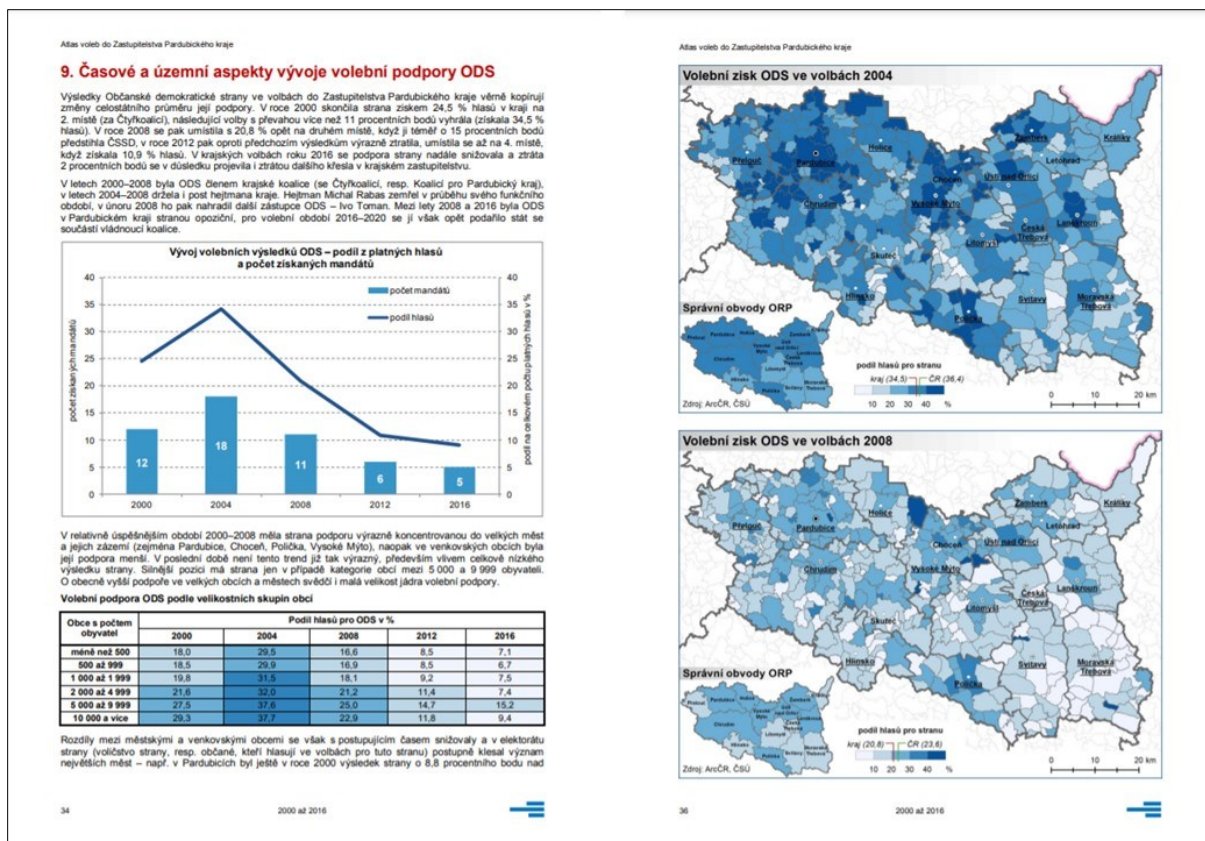 Atlas voleb do Zastupitelstva Pardubického kraje
9. Časové a územní aspekty vývoje volební podpory ODS
Výsledky Občanské demokratické strany ve volbách do Zastupitelstva Pardubického kraje věrně kopírují
změny celostátního průměru její podpory. V roce 2000 skončila strana ziskem 24,5 % hlasů v kraji na
2. místě (za Čtyřkoalicí), následující volby s převahou více než 11 procentních bodů vyhrála (získala 34,5 %
hlasů). V roce 2008 se pak umístila s 20,8 % opět na druhém místě, když ji téměř o 15 procentních bodů
předstihla ČSSD, v roce 2012 pak oproti předchozím výsledkům výrazně ztratila, umístila se až na 4. místě,
když získala 10,9 % hlasů. V krajských volbách roku 2016 se podpora strany nadále snižovala a ztráta
2 procentních bodů se v důsledku projevila i ztrátou dalšího křesla v krajském zastupitelstvu.
V letech 2000–2008 byla ODS členem krajské koalice (se Čtyřkoalicí, resp. Koalicí pro Pardubický kraj),
v letech 2004–2008 držela i post hejtmana kraje. Hejtman Michal Rabas zemřel v průběhu svého funkčního
období, v únoru 2008 ho pak nahradil další zástupce ODS – Ivo Toman. Mezi lety 2008 a 2016 byla ODS
v Pardubickém kraji stranou opoziční, pro volební období 2016–2020 se jí však opět podařilo stát se
součástí vládnoucí koalice.
Vývoj volebních výsledků ODS – podíl z platných hlasů
a počet získaných mandátů
počet získaných mandátů
40
35
30
25
20
15
10
5
0
počet mandátů
podíl hlasů
12
18
11
6
5
2000 2004 2008 2012 2016
40
35
30
25
20
15
10
5
0
podíl na celkovém počtu platných hlasů v %
V relativně úspěšnějším období 2000–2008 měla strana podporu výrazně koncentrovanou do velkých měst
a jejich zázemí (zejména Pardubice, Choceň, Polička, Vysoké Mýto), naopak ve venkovských obcích byla
její podpora menší. V poslední době není tento trend již tak výrazný, především vlivem celkově nízkého
výsledku strany. Silnější pozici má strana jen v případě kategorie obcí mezi 5 000 a 9 999 obyvateli.
O obecně vyšší podpoře ve velkých obcích a městech svědčí i malá velikost jádra volební podpory.
Volební podpora ODS podle velikostních skupin obcí
Obce s počtem obyvatel Podíl hlasů pro ODS v %
2000 2004 2008 2012 2016
méně než 500 18,0 29,5 16,6 8,5 7,1
500 až 999 18,5 29,9 16,9 8,5 6,7
1 000 až 1 999 19,8 31,5 18,1 9,2 7,5
2 000 až 4 999 21,6 32,0 21,2 11,4 7,4
5 000 až 9 999 27,5 37,6 25,0 14,7 15,2
10 000 a více 29,3 37,7 22,9 11,8 9,4
Rozdíly mezi městskými a venkovskými obcemi se však s postupujícím časem snižovaly a v elektorátu
strany (voličstvo strany, resp. občané, kteří hlasují ve volbách pro tuto stranu) postupně klesal význam
největších měst – např. v Pardubicích byl ještě v roce 2000 výsledek strany o 8,8 procentního bodu nad
34
2000 až 2016
Atlas voleb do Zastupitelstva Pardubického kraje
Volební zisk ODS ve volbách 2004
Žamberk
Králíky
Holice
Přelouč
Pardubice
Letohrad
Choceň
Ústí nad Orlicí
Chrudim
Vysoké Mýto
Lanškroun
Česká
Třebová
Litomyšl
Skuteč
Hlinsko
Svitavy
Moravská
Třebová
Polička
Správní obvody ORP
podíl hlasů pro stranu
kraj (34,5) ČR (36,4)
10 20 30 40 %
0 10 20 km
Zdroj: ArcČR, ČSÚ
Volební zisk ODS ve volbách 2008
Žamberk
Králíky
Holice
Přelouč
Pardubice
Letohrad
Choceň
Ústí nad Orlicí
Chrudim
Vysoké Mýto
Lanškroun
Česká
Třebová
Litomyšl
Skuteč
Hlinsko
Svitavy
Moravská
Třebová
Polička
Správní obvody ORP
podíl hlasů pro stranu
kraj (20,8) ČR (23,6)
10 20 30 40 %
0 10 20 km
Zdroj: ArcČR, ČSÚ
36
2000 až 2016